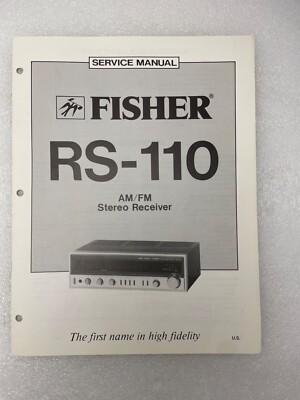 SERVICE MANUAL
FISHER®
RS-110
AM/FM
Stereo Receiver
The first name in high fidelity
U.S.